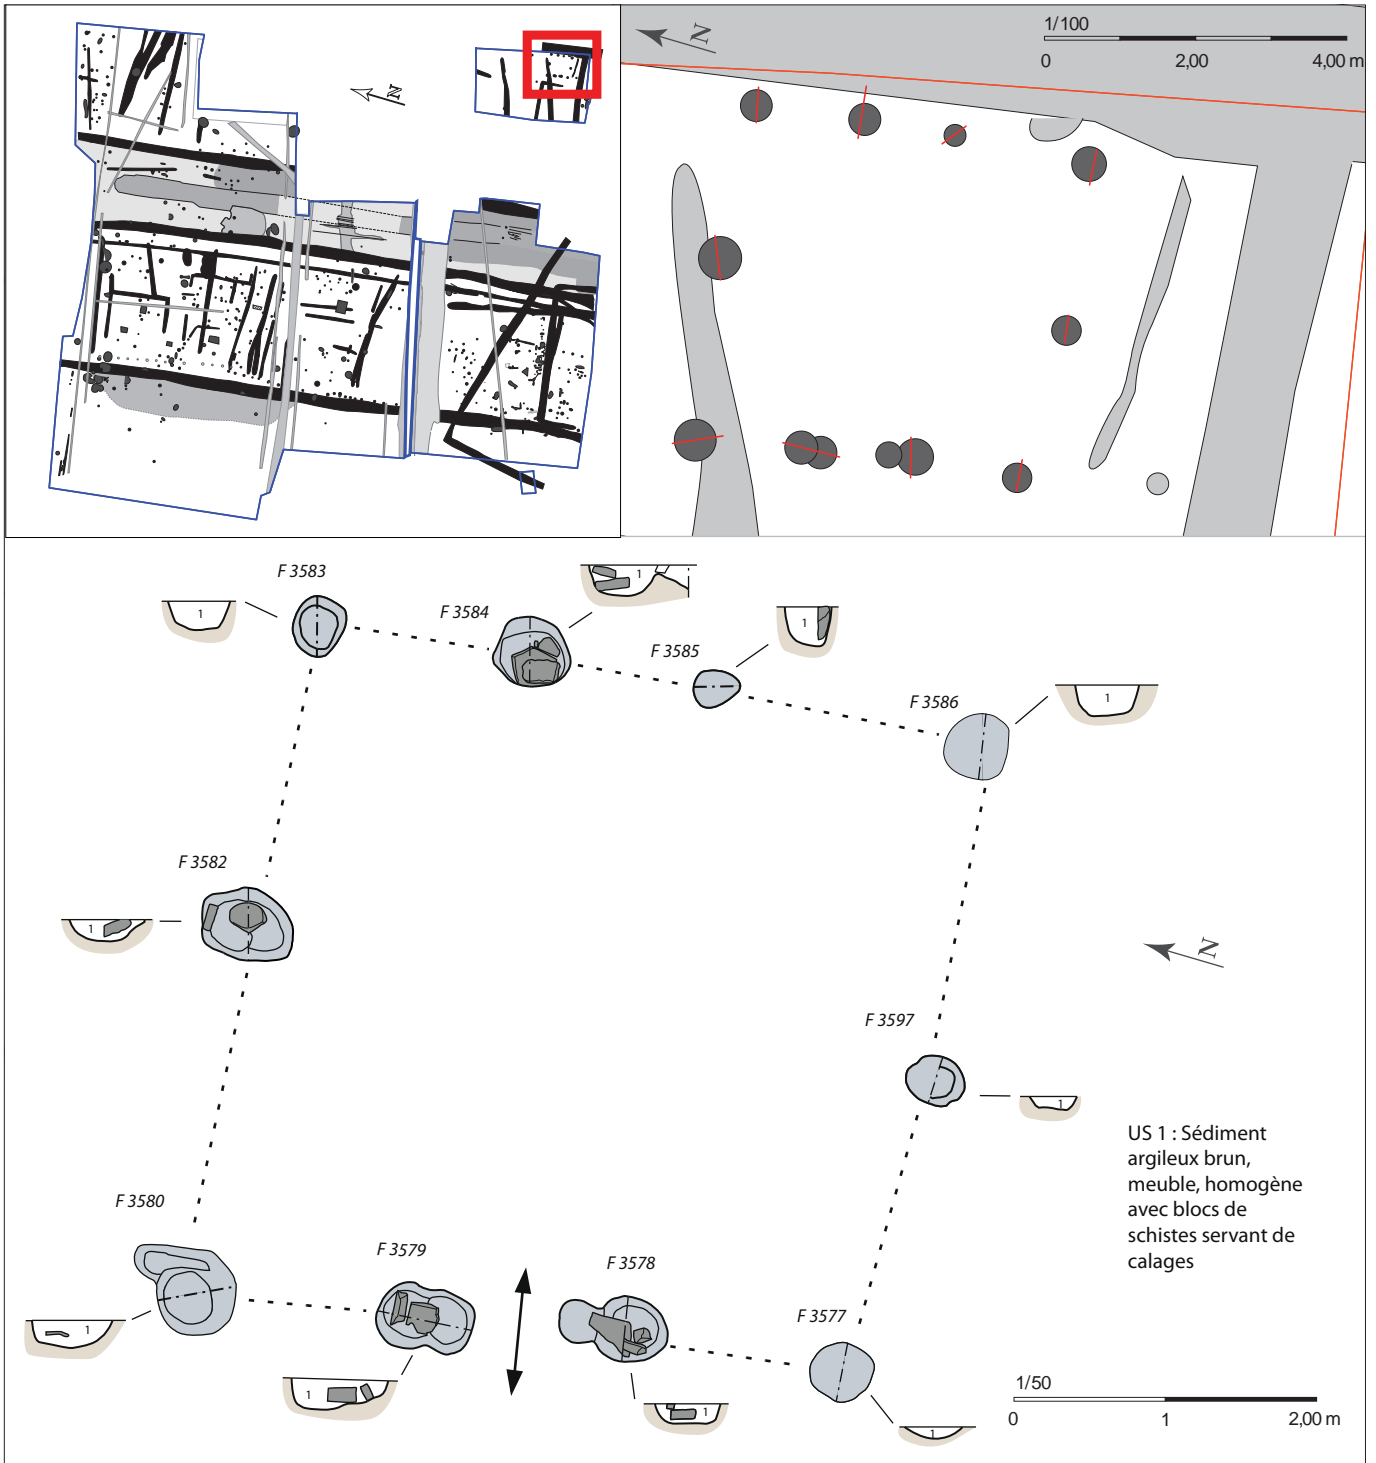 N
N
1/100
0 2,00 4,00 m
F 3583
1
F 3584
1
F 3585
1
F 3586
1
F 3582
1
N
F 3597
1
US 1 : Sédiment
argileux brun,
meuble, homogène
avec blocs de
schistes servant de
calages
F 3580
1
F 3579
1
F 3578
1
F 3577
1
1/50
0 1 2,00 m